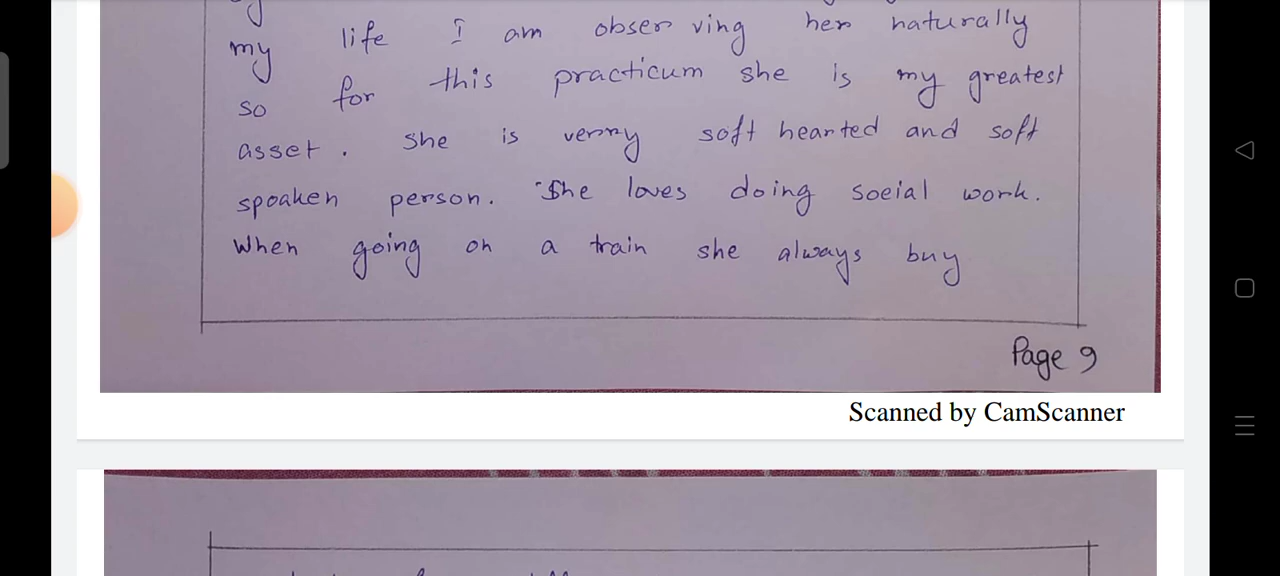 my life I am obser ving her naturally
so for this practicum she is my greatest
asset. She is verry soft hearted and soft
spoaken person. She loves doing soeial work.
When going on a train she always buy
Page 9
Scanned by CamScanner